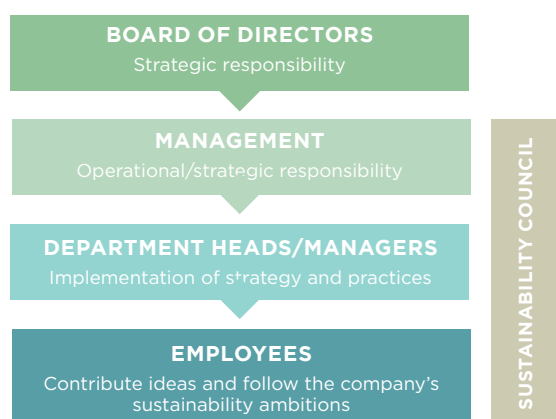 BOARD OF DIRECTORS
Strategic responsibility
MANAGEMENT
Operational/strategic responsibility
DEPARTMENT HEADS/MANAGERS
Implementation of strategy and practices
EMPLOYEES
Contribute ideas and follow the company’s
sustainability ambitions
SUSTAINABILITY COUNCIL